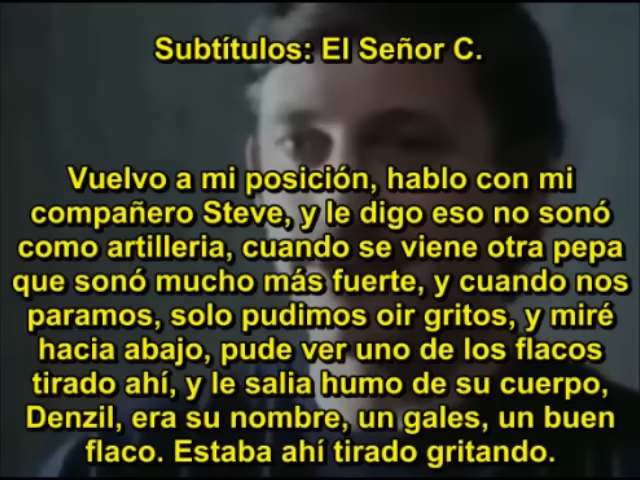 Subtítulos: El Señor C.
Vuelvo a mi posición, hablo con mi
compañero Steve, y le digo eso no sonó
como artilleria, cuando se viene otra pepa
que sonó mucho más fuerte, y cuando nos
paramos, solo pudimos oir gritos, y miré
hacia abajo, pude ver uno de los flacos
tirado ahí, y le salia humo de su cuerpo,
Denzil, era su nombre, un gales, un buen
flaco. Estaba ahí tirado gritando.